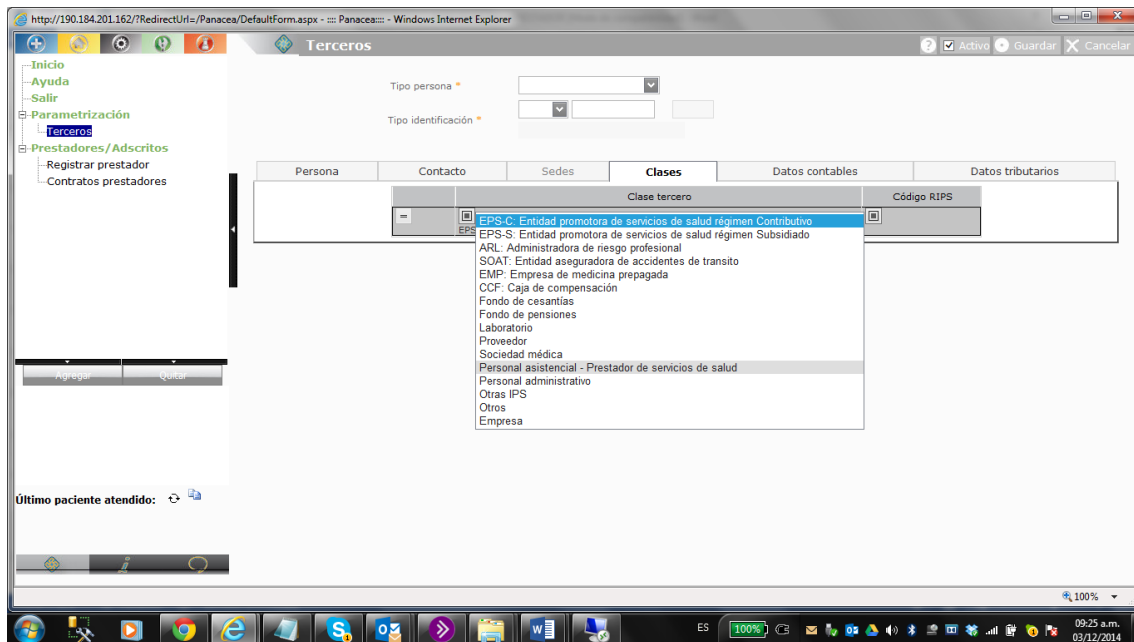 http://190.184.201.162/?RedirectUrl=/Panacea/DefaultForm.aspx - :::: Panacea:::: - Windows Internet Explorer
Terceros
? Activo Guardar Cancelar
Inicio
Ayuda
Salir
Parametrización
Terceros
Prestadores/Adscritos
Registrar prestador
Contratos prestadores
Tipo persona *
Tipo identificación *
Persona Contacto Sedes Clases Datos contables Datos tributarios
Clase tercero Código RIPS
EPS
EPS-C: Entidad promotora de servicios de salud régimen Contributivo
EPS-S: Entidad promotora de servicios de salud régimen Subsidiado
ARL: Administradora de riesgo profesional
SOAT: Entidad aseguradora de accidentes de transito
EMP: Empresa de medicina prepagada
CCF: Caja de compensación
Fondo de cesantías
Fondo de pensiones
Laboratorio
Proveedor
Sociedad médica
Personal asistencial - Prestador de servicios de salud
Personal administrativo
Otras IPS
Otros
Empresa
Agregar Quitar
Último paciente atendido:
100%
ES 100% 09:25 a.m.
03/12/2014